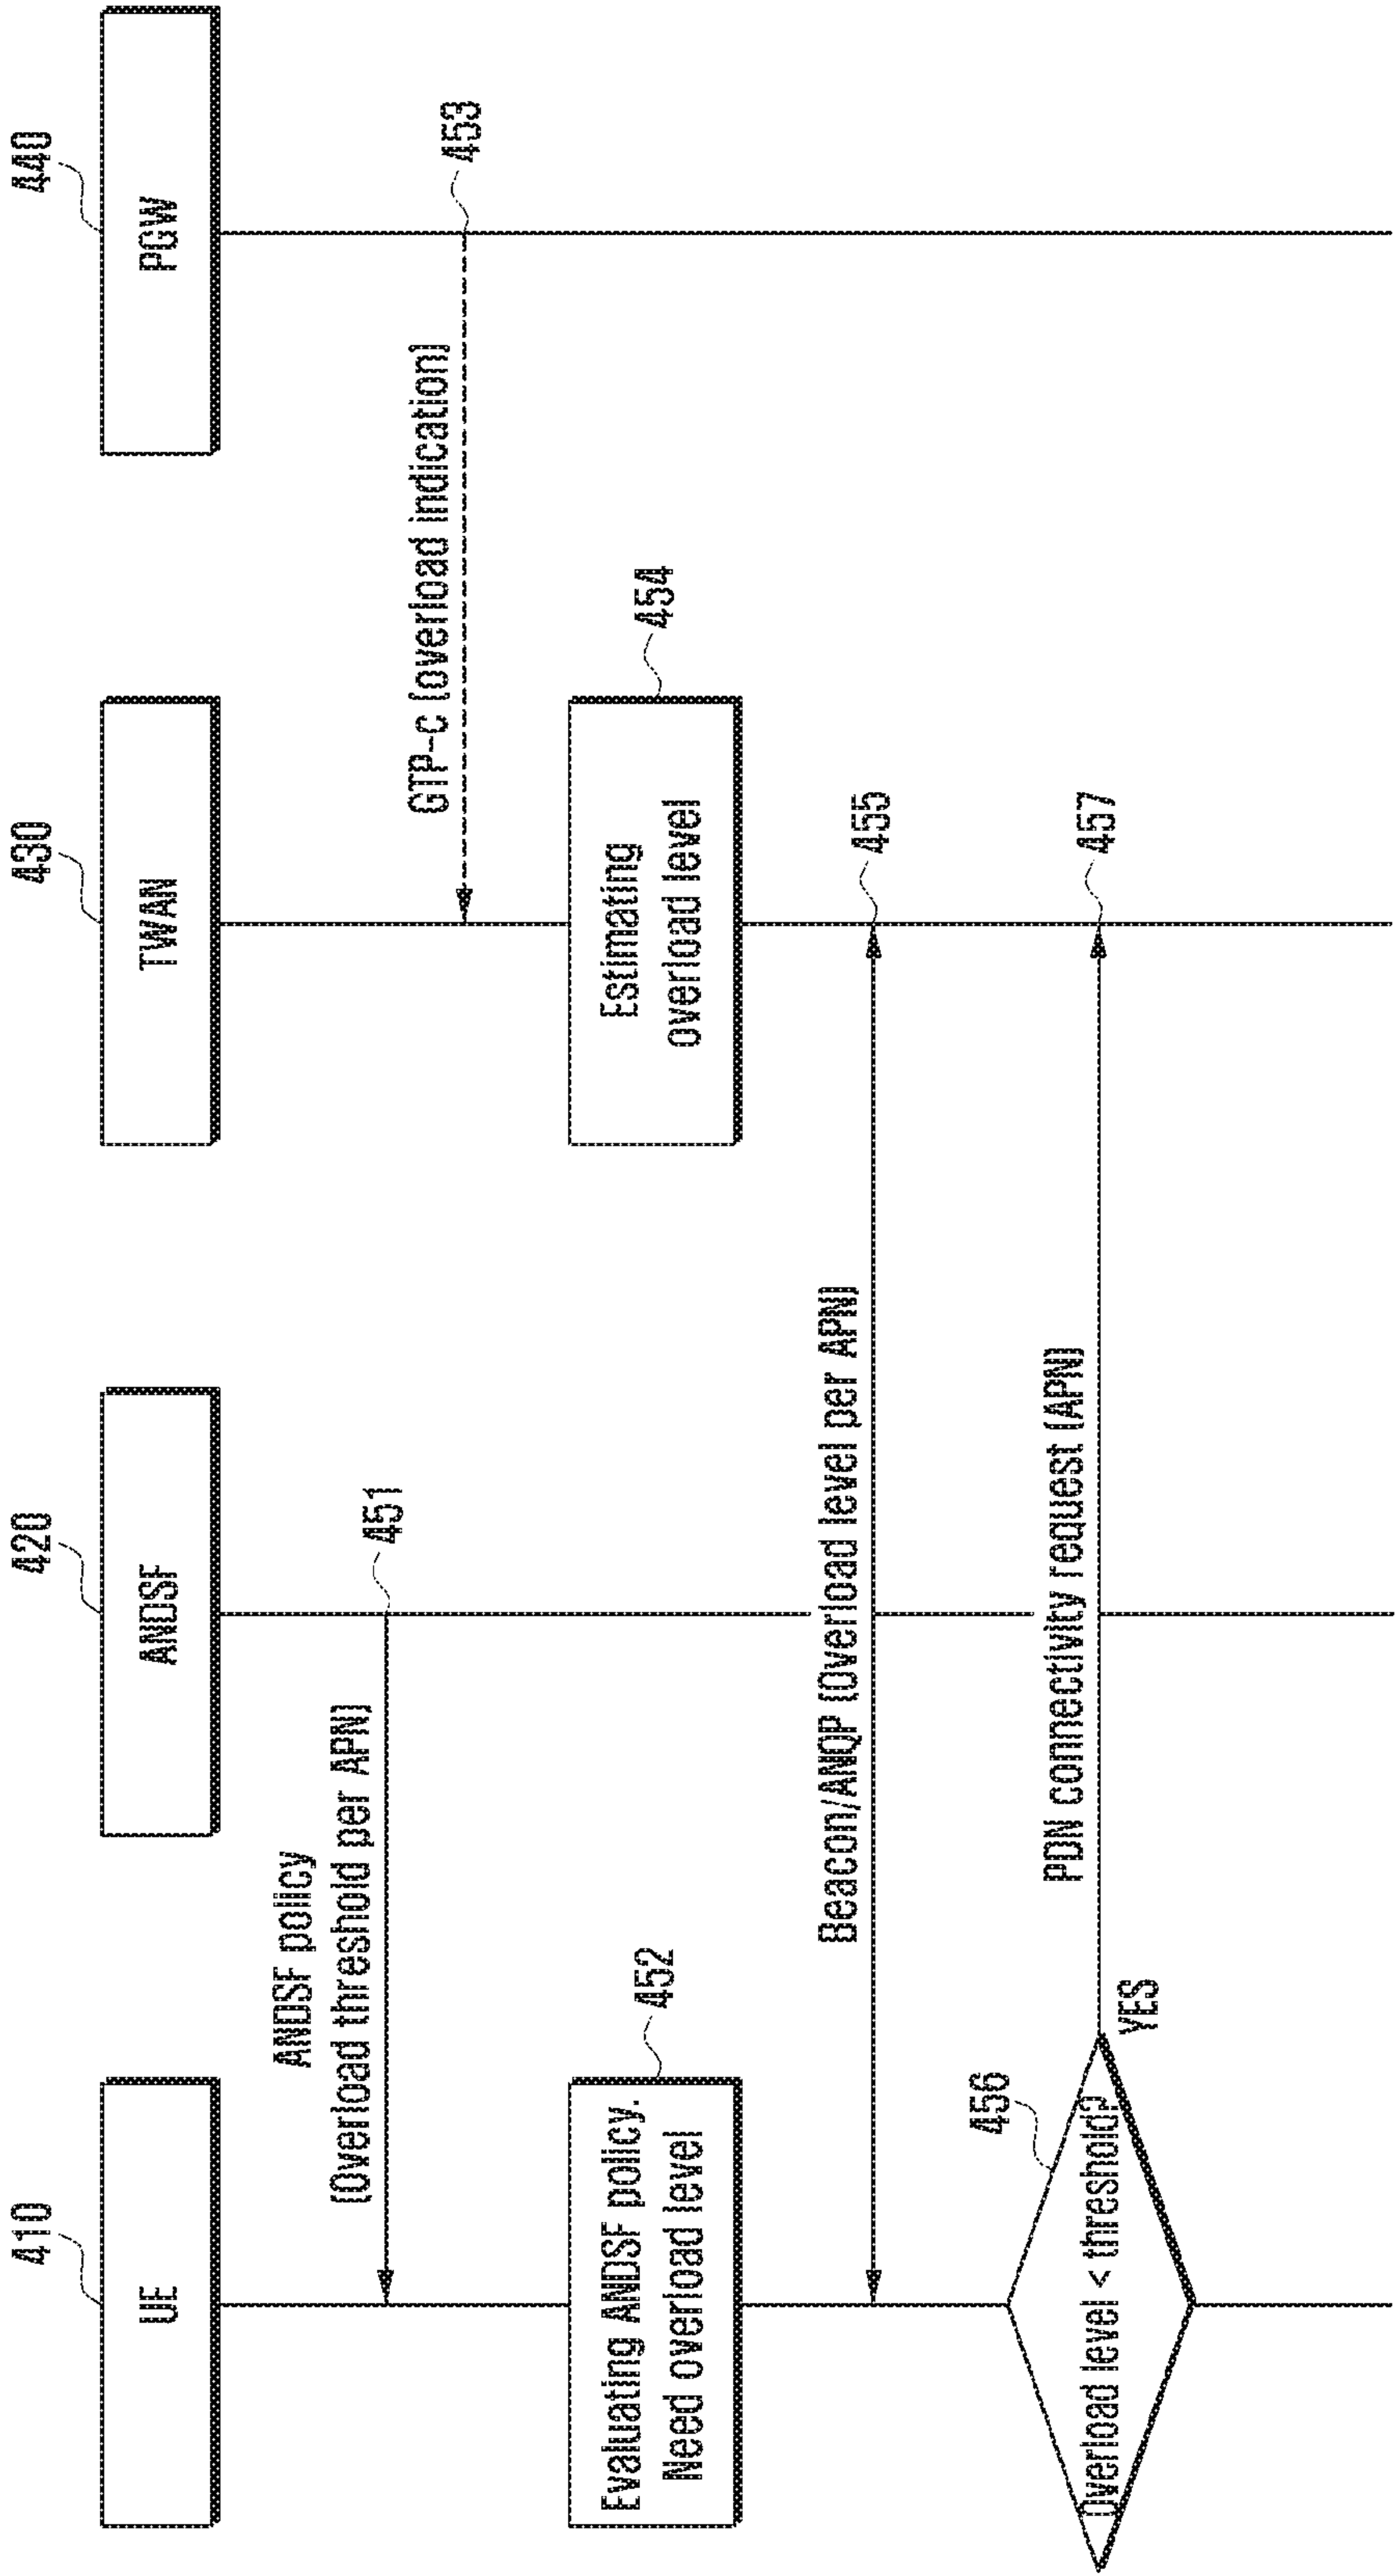 410
UE
420
ANDSF
430
TWAN
440
PGW
ANDSF policy
(Overload threshold per APN)
451
GTP-c (overload indication)
453
Evaluating ANDSF policy.
Need overload level
452
Estimating
overload level
454
Beacon/ANQP (Overload level per APN)
455
456
Overload level < threshold?
YES
PDN connectivity request (APN)
457